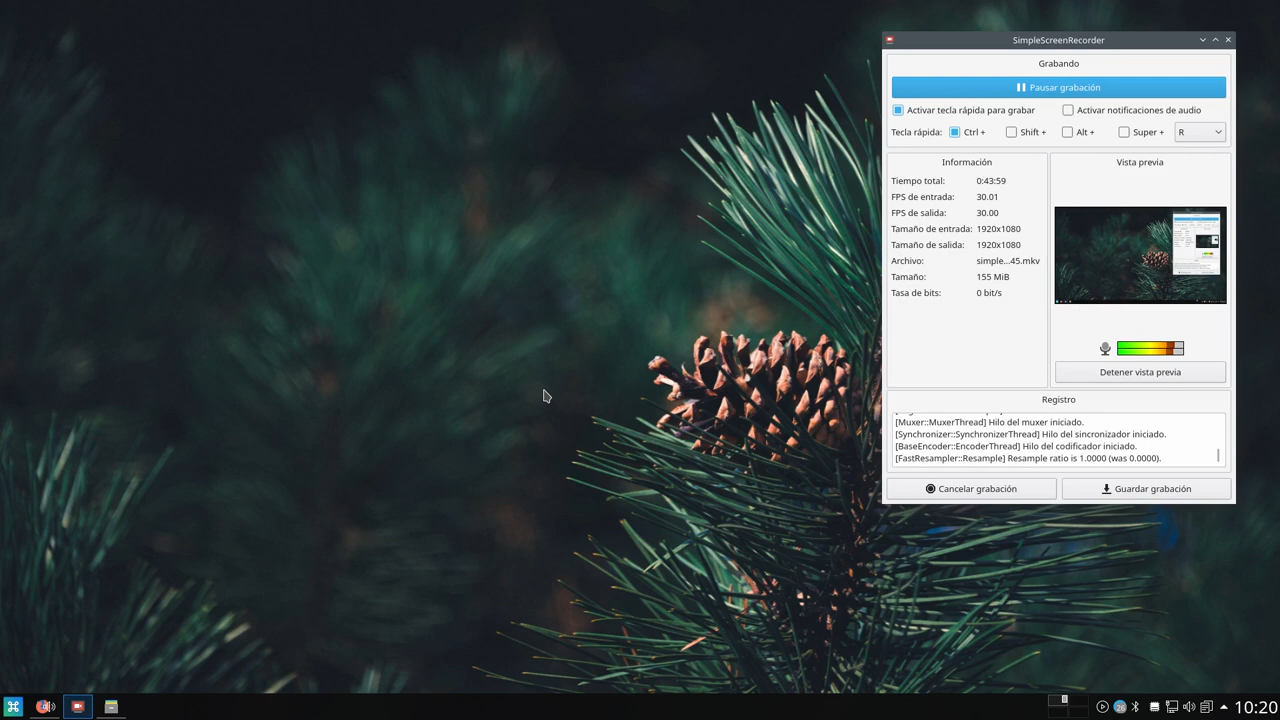 SimpleScreenRecorder
Grabando
Pausar grabación
Activar tecla rápida para grabar
Activar notificaciones de audio
Tecla rápida: Ctrl + Shift + Alt + Super + R
Información
Tiempo total: 0:43:59
FPS de entrada: 30.01
FPS de salida: 30.00
Tamaño de entrada: 1920x1080
Tamaño de salida: 1920x1080
Archivo: simple...45.mkv
Tamaño: 155 MiB
Tasa de bits: 0 bit/s
Vista previa
Detener vista previa
Registro
[Muxer::MuxerThread] Hilo del muxer iniciado.
[Synchronizer::SynchronizerThread] Hilo del sincronizador iniciado.
[BaseEncoder::EncoderThread] Hilo del codificador iniciado.
[FastResampler::Resample] Resample ratio is 1.0000 (was 0.0000).
Cancelar grabación
Guardar grabación
26
10:20